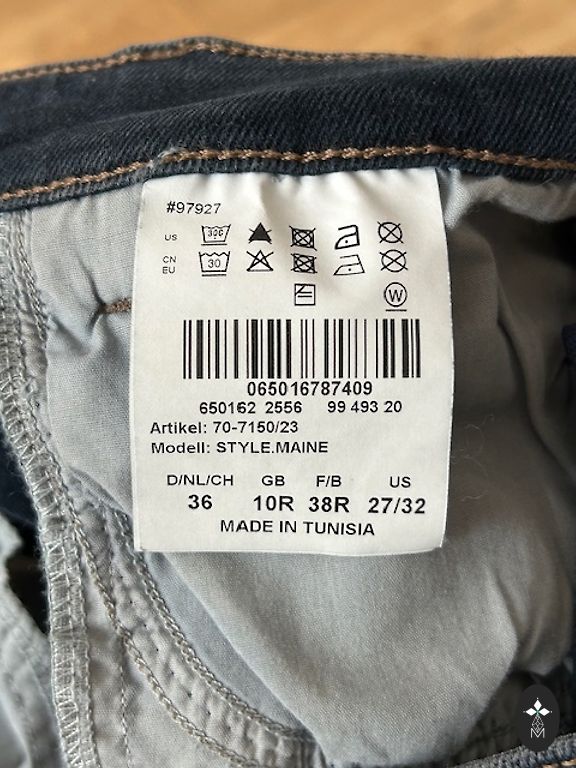 #97927
US 30C
CN
EU 30
W
065016787409
650162 2556 99 493 20
Artikel: 70-7150/23
Modell: STYLE.MAINE
D/NL/CH GB F/B US
36 10R 38R 27/32
MADE IN TUNISIA
M